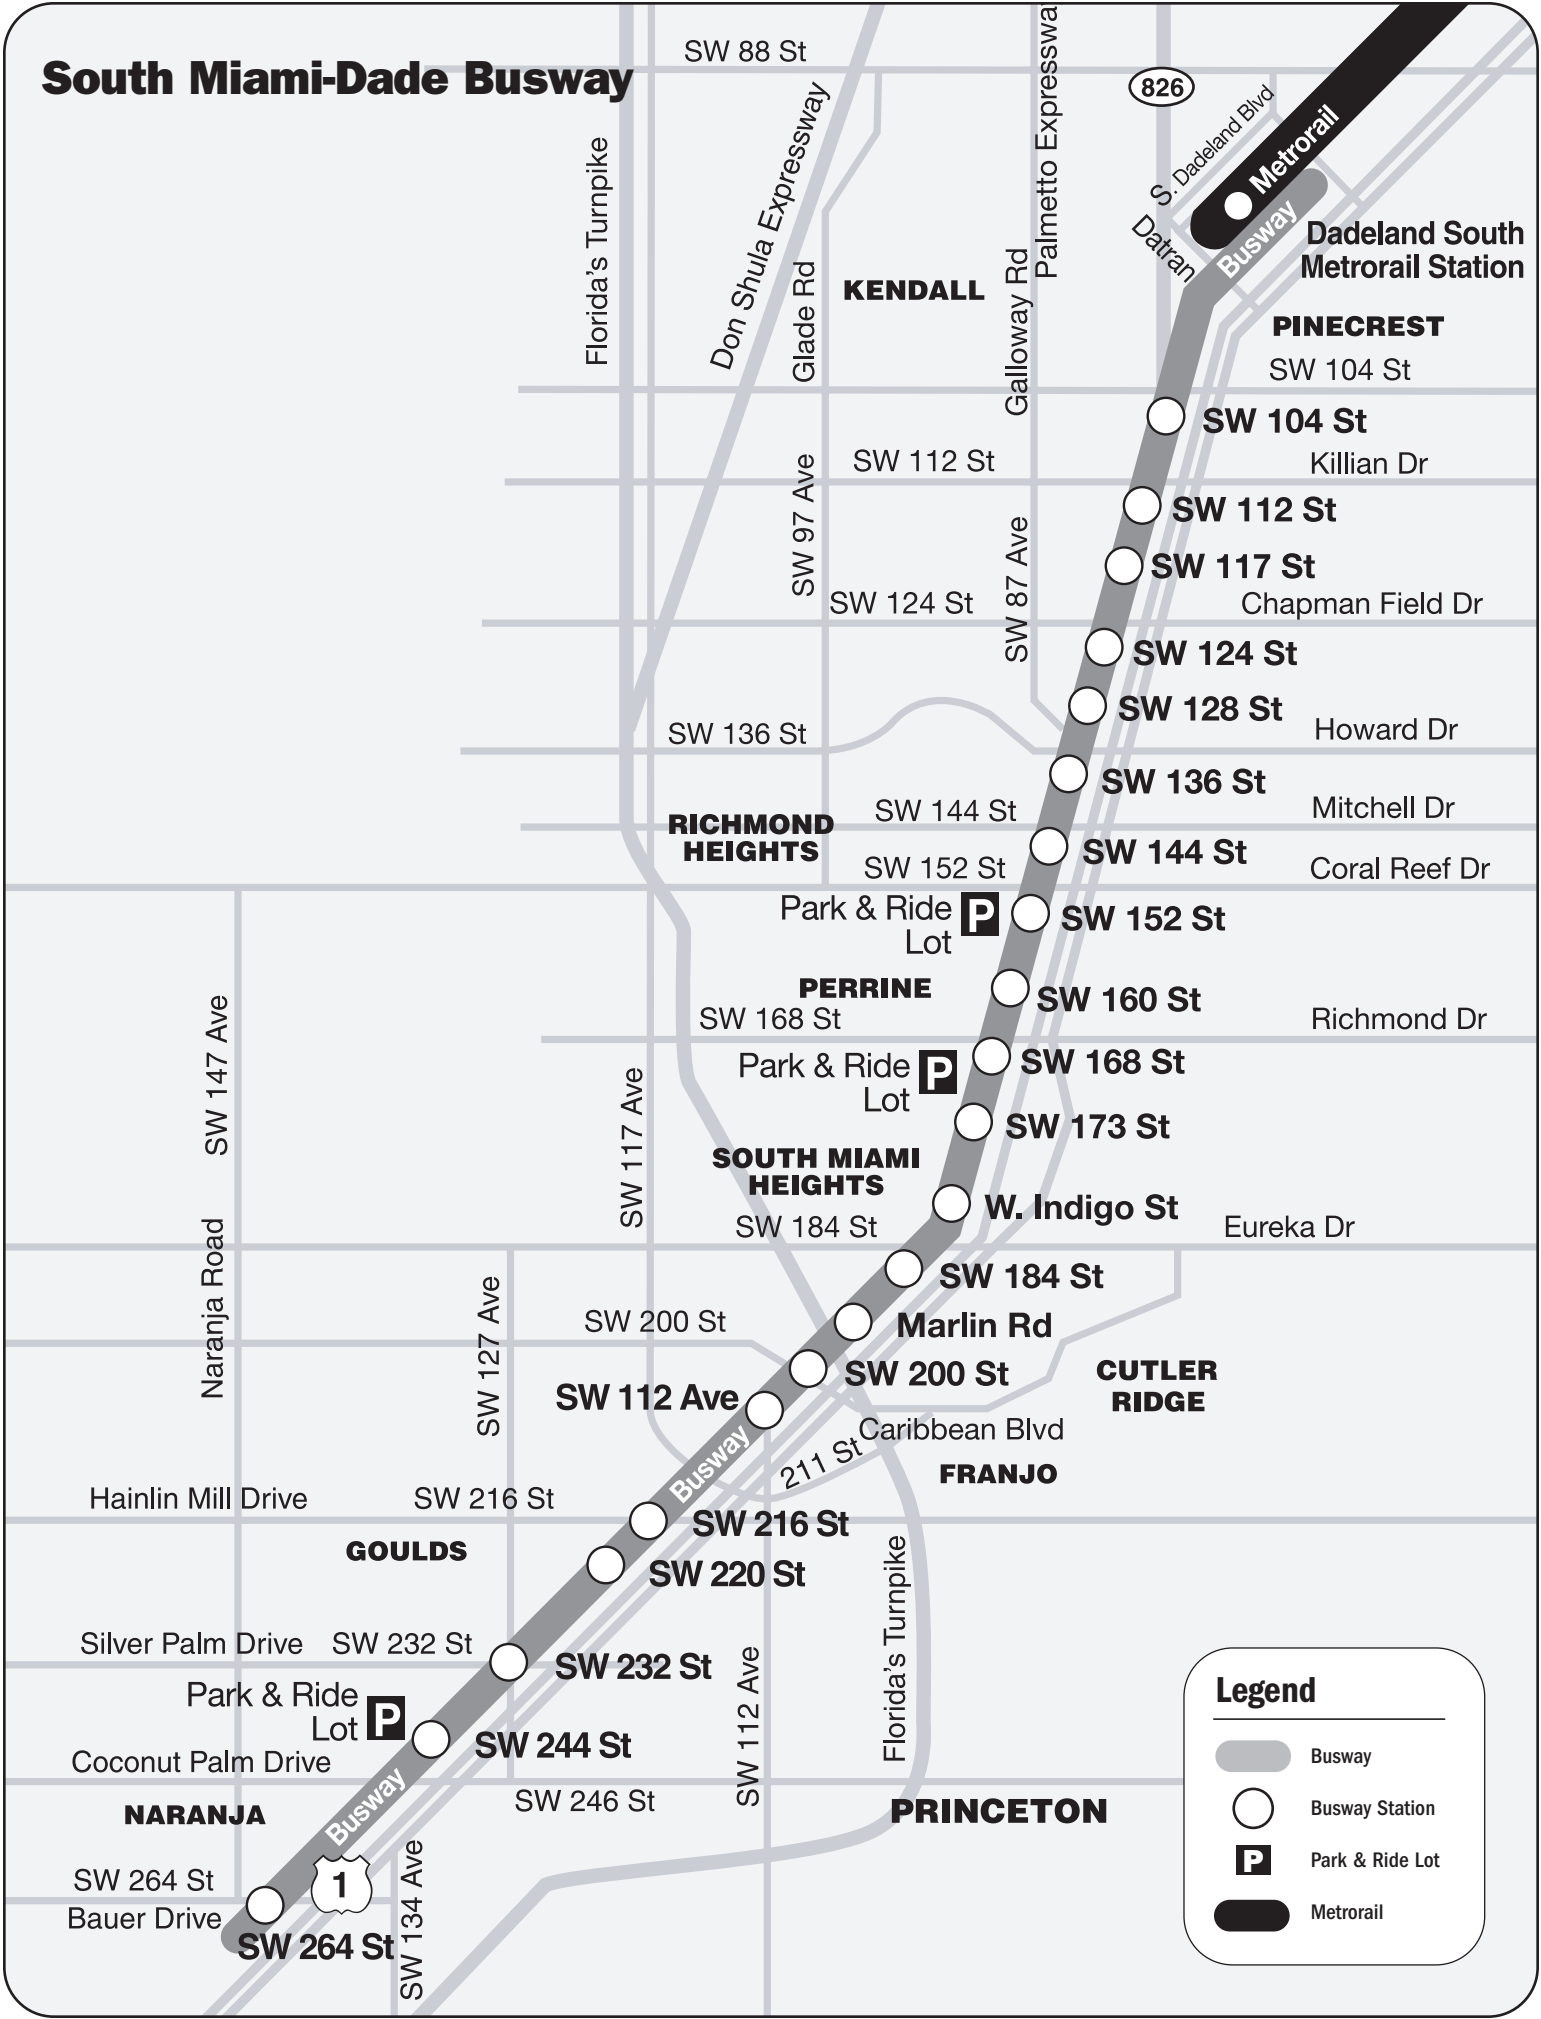 South Miami-Dade Busway
SW 88 St
826
Florida's Turnpike
Don Shula Expressway
Palmetto Expresswa
S. Dadeland Blvd
Metrorail
Datran
Busway
Dadeland South
Metrorail Station
Glade Rd
KENDALL
Galloway Rd
PINECREST
SW 104 St
SW 104 St
SW 112 St
Killian Dr
SW 97 Ave
SW 112 St
SW 87 Ave
SW 117 St
SW 124 St
Chapman Field Dr
SW 124 St
SW 128 St
SW 136 St
Howard Dr
SW 136 St
SW 144 St
Mitchell Dr
RICHMOND
HEIGHTS
SW 144 St
SW 152 St
Coral Reef Dr
Park & Ride
Lot
P
SW 152 St
PERRINE
SW 160 St
SW 147 Ave
SW 168 St
Richmond Dr
Park & Ride
Lot
P
SW 168 St
SW 117 Ave
SW 173 St
SOUTH MIAMI
HEIGHTS
W. Indigo St
SW 184 St
Eureka Dr
Naranja Road
SW 184 St
SW 127 Ave
SW 200 St
Marlin Rd
SW 200 St
CUTLER
RIDGE
SW 112 Ave
Caribbean Blvd
Busway
211 St
FRANJO
Hainlin Mill Drive
SW 216 St
SW 216 St
GOULDS
SW 220 St
Florida's Turnpike
Silver Palm Drive
SW 232 St
SW 232 St
Park & Ride
Lot
P
SW 112 Ave
SW 244 St
Coconut Palm Drive
SW 246 St
NARANJA
Busway
PRINCETON
SW 264 St
1
Bauer Drive
SW 134 Ave
SW 264 St
Legend
Busway
Busway Station
P
Park & Ride Lot
Metrorail